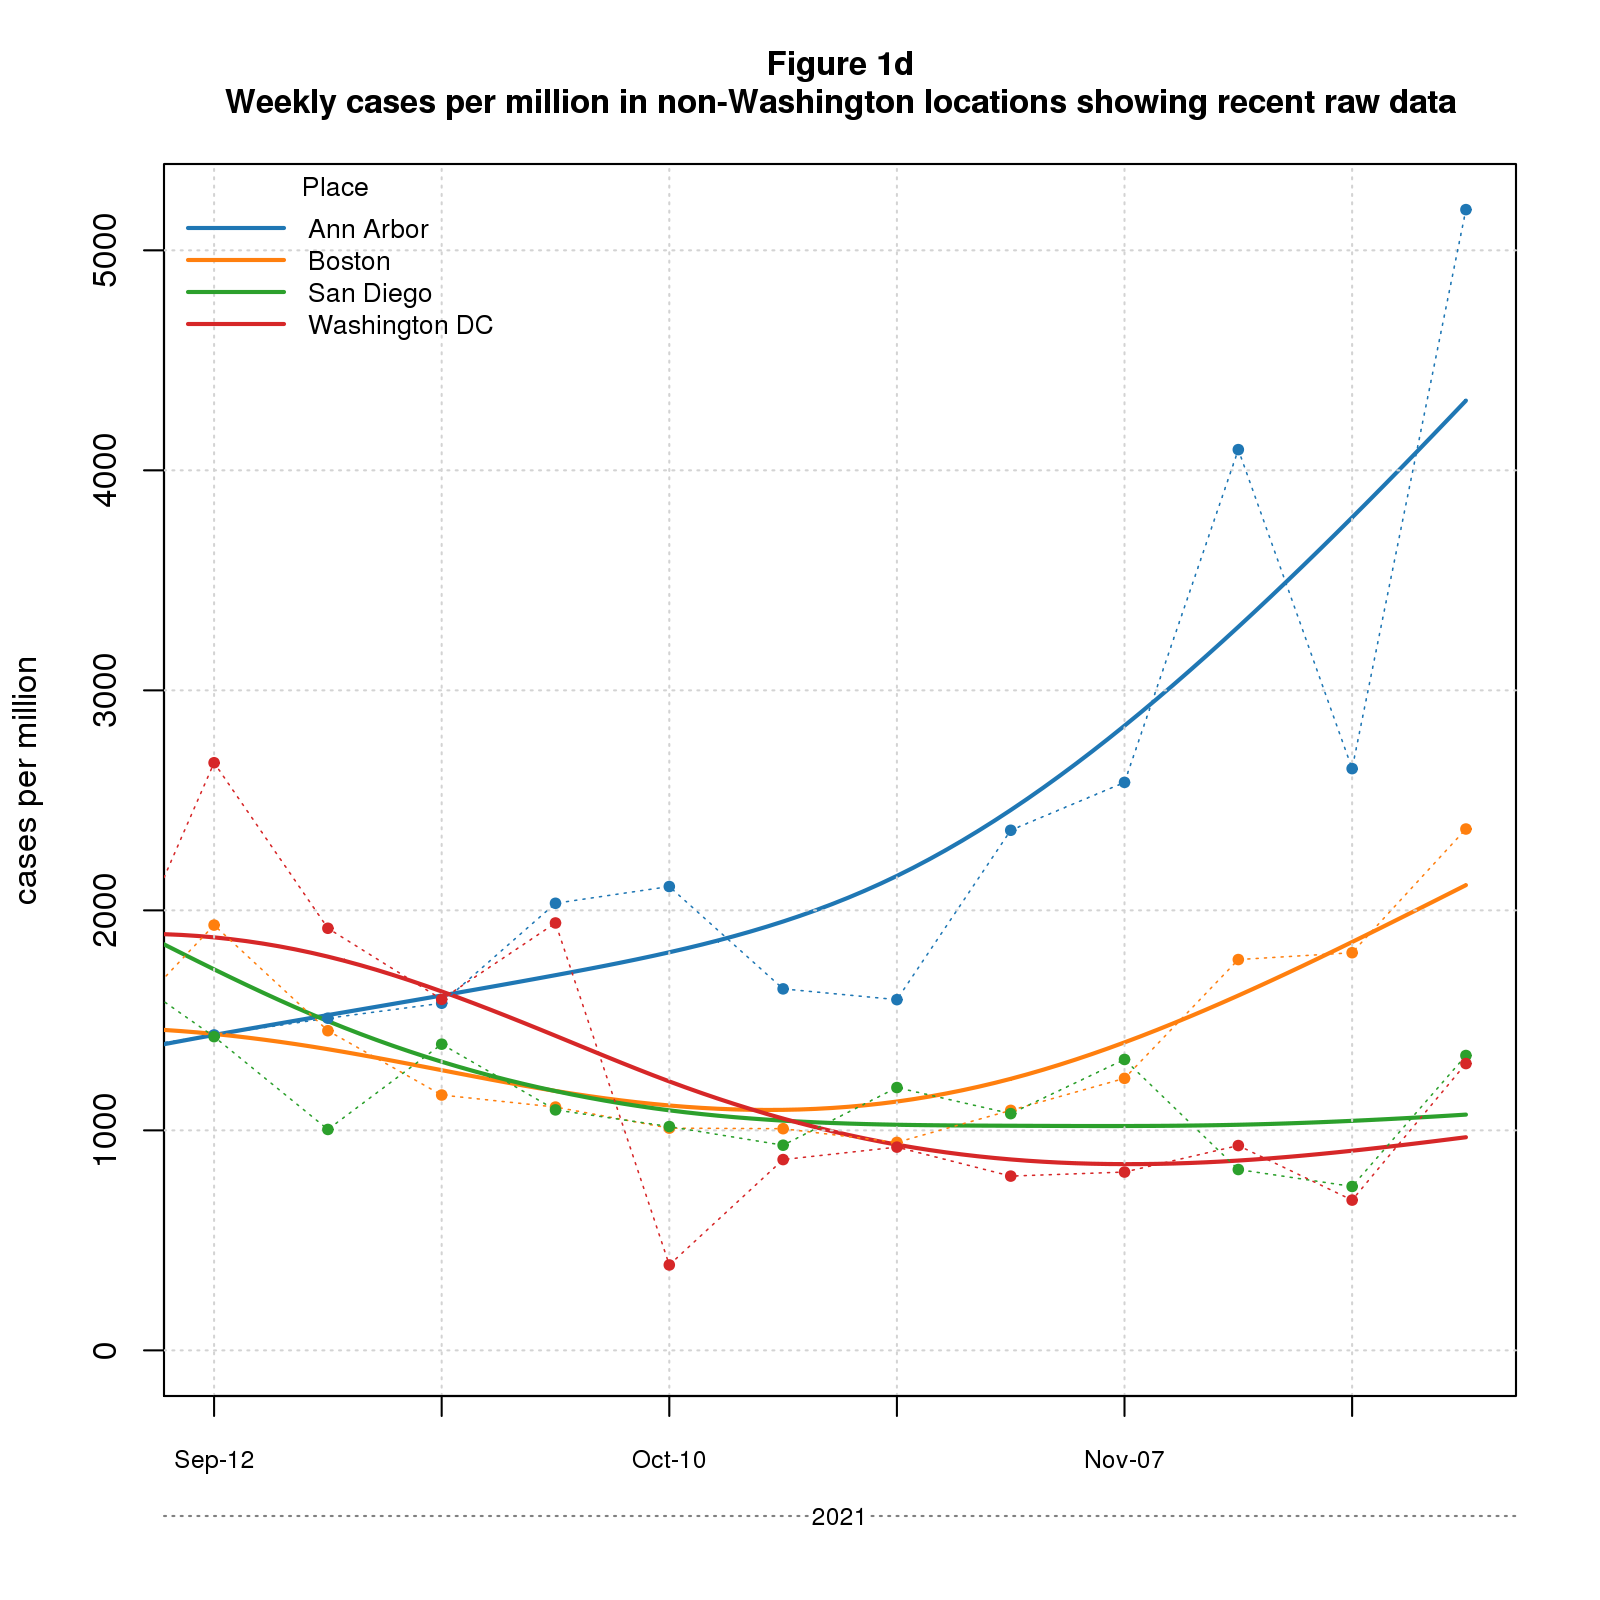 Figure 1d
Weekly cases per million in non-Washington locations showing recent raw data
Place
Ann Arbor
Boston
San Diego
Washington DC
cases per million
5000
4000
3000
2000
1000
0
Sep-12
Oct-10
Nov-07
2021